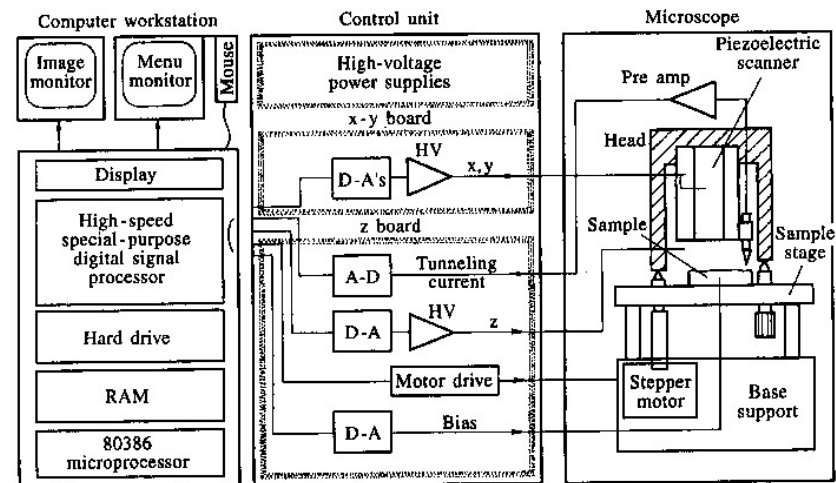 Computer workstation
Image
monitor
Menu
monitor
Mouse
Display
High-speed
special-purpose
digital signal
processor
Hard drive
RAM
80386
microprocessor
Control unit
High-voltage
power supplies
x-y board
HV
D-A's
x,y
z board
A-D
Tunneling
current
HV
D-A
z
Motor drive
D-A
Bias
Microscope
Piezoelectric
scanner
Pre amp
Head
Sample
Sample
stage
Stepper
motor
Base
support